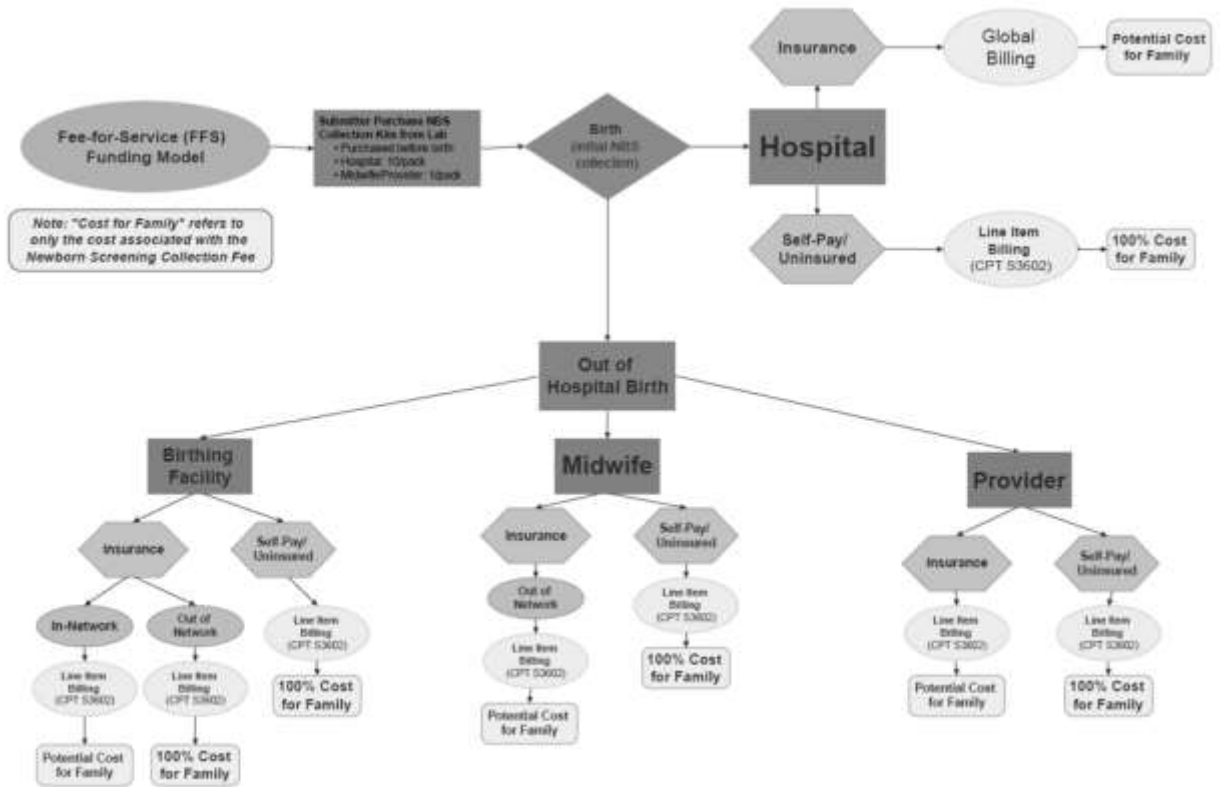 Fee-for-Service (FFS)
Funding Model
Submitter Purchase NBS
Collection Kits from Lab
• Purchased before birth
• Hospital: 10/pack
• Midwife/Provider: 1/pack
Birth
(initial NBS
collection)
Hospital
Insurance
Global
Billing
Potential Cost
for Family
Self-Pay/
Uninsured
Line Item
Billing
(CPT S3602)
100% Cost
for Family
Note: "Cost for Family" refers to
only the cost associated with the
Newborn Screening Collection Fee
Out of
Hospital Birth
Birthing
Facility
Insurance
Self-Pay/
Uninsured
In-Network
Out of
Network
Line Item
Billing
(CPT S3602)
Line Item
Billing
(CPT S3602)
Line Item
Billing
(CPT S3602)
Potential Cost
for Family
100% Cost
for Family
100% Cost
for Family
Midwife
Insurance
Self-Pay/
Uninsured
Out of
Network
Line Item
Billing
(CPT S3602)
Line Item
Billing
(CPT S3602)
Potential Cost
for Family
100% Cost
for Family
Provider
Insurance
Self-Pay/
Uninsured
Line Item
Billing
(CPT S3602)
Line Item
Billing
(CPT S3602)
Potential Cost
for Family
100% Cost
for Family